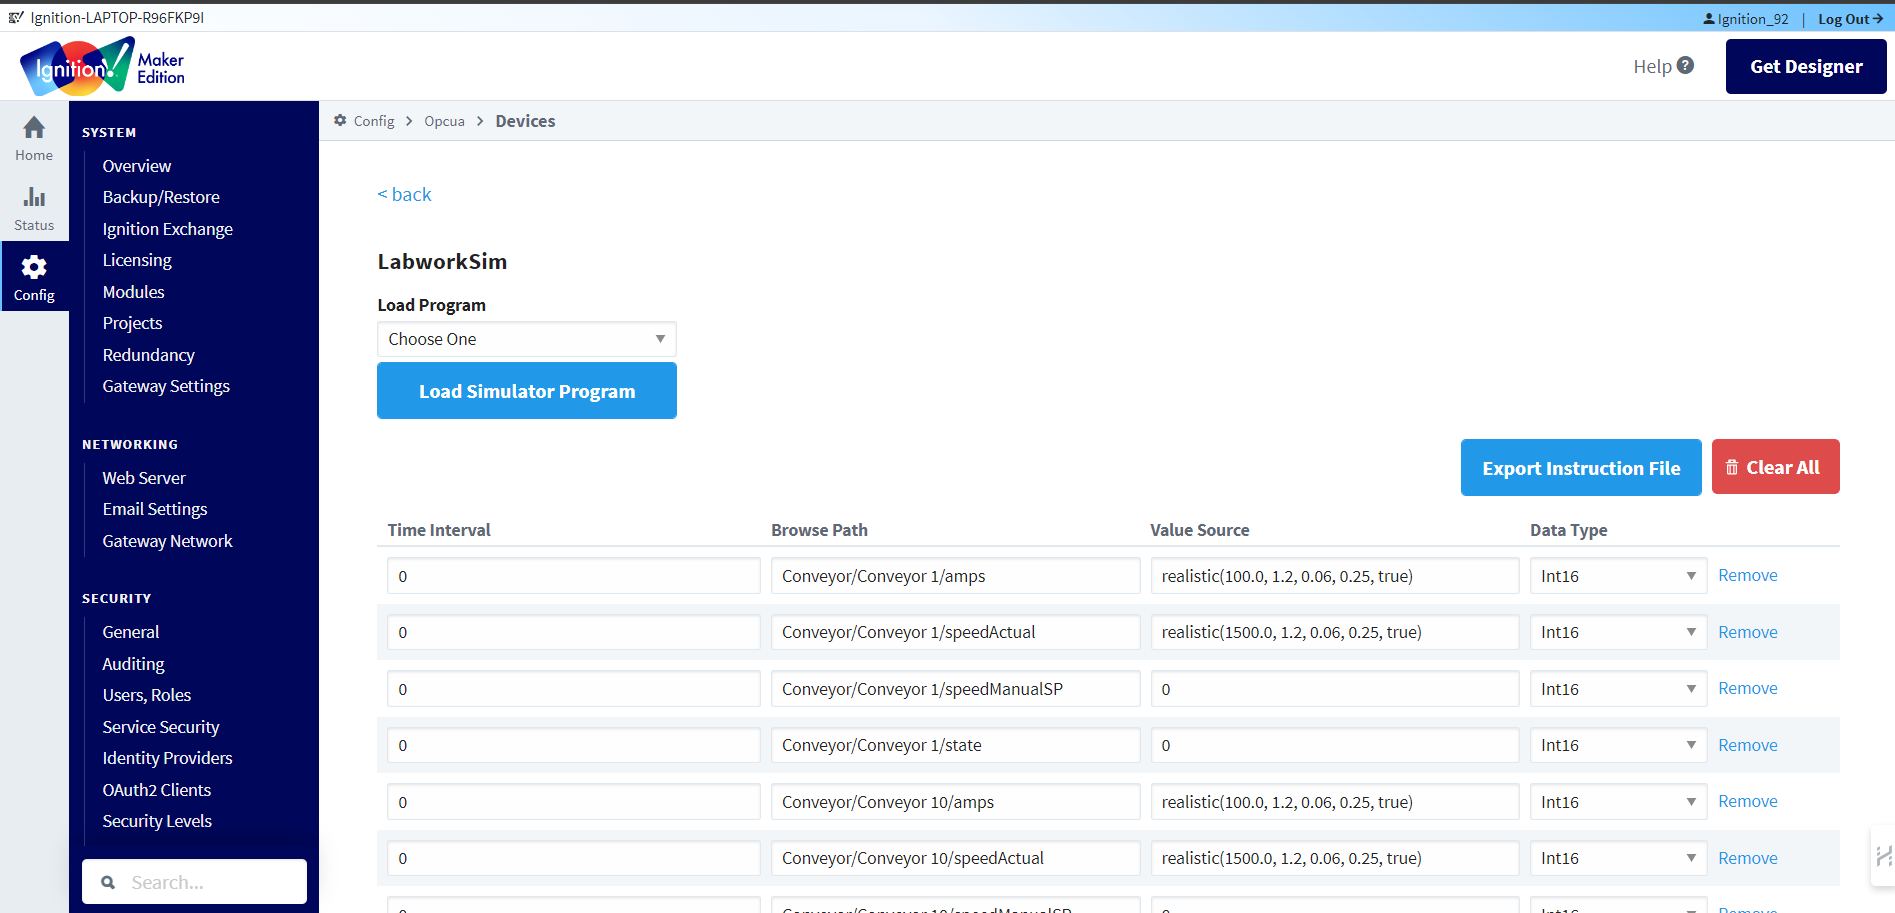 Ignition-LAPTOP-R96FKP9I
Ignition_92 | Log Out
Ignition! Maker Edition
Help ?
Get Designer
Home
Status
Config
SYSTEM
Overview
Backup/Restore
Ignition Exchange
Licensing
Modules
Projects
Redundancy
Gateway Settings
NETWORKING
Web Server
Email Settings
Gateway Network
SECURITY
General
Auditing
Users, Roles
Service Security
Identity Providers
OAuth2 Clients
Security Levels
Search...
Config > Opcua > Devices
< back
LabworkSim
Load Program
Choose One
Load Simulator Program
Export Instruction File
Clear All
Time Interval Browse Path Value Source Data Type
0 Conveyor/Conveyor 1/amps realistic(100.0, 1.2, 0.06, 0.25, true) Int16 Remove
0 Conveyor/Conveyor 1/speedActual realistic(1500.0, 1.2, 0.06, 0.25, true) Int16 Remove
0 Conveyor/Conveyor 1/speedManualSP 0 Int16 Remove
0 Conveyor/Conveyor 1/state 0 Int16 Remove
0 Conveyor/Conveyor 10/amps realistic(100.0, 1.2, 0.06, 0.25, true) Int16 Remove
0 Conveyor/Conveyor 10/speedActual realistic(1500.0, 1.2, 0.06, 0.25, true) Int16 Remove
0 Conveyor/Conveyor 10/speedManualSP 0 Int16 Remove